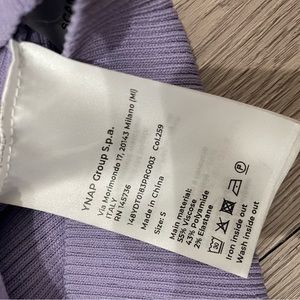 YNAP Group S.p.a.
Via Morimondo 17, 20143 Milano (MI)
ITALY
RN 145736
148YDT0183PRG003 Col.259
Made in China
Size: S
Main material:
55% Viscose
43% Polyamide
2% Elastane
Iron inside out
Wash inside out